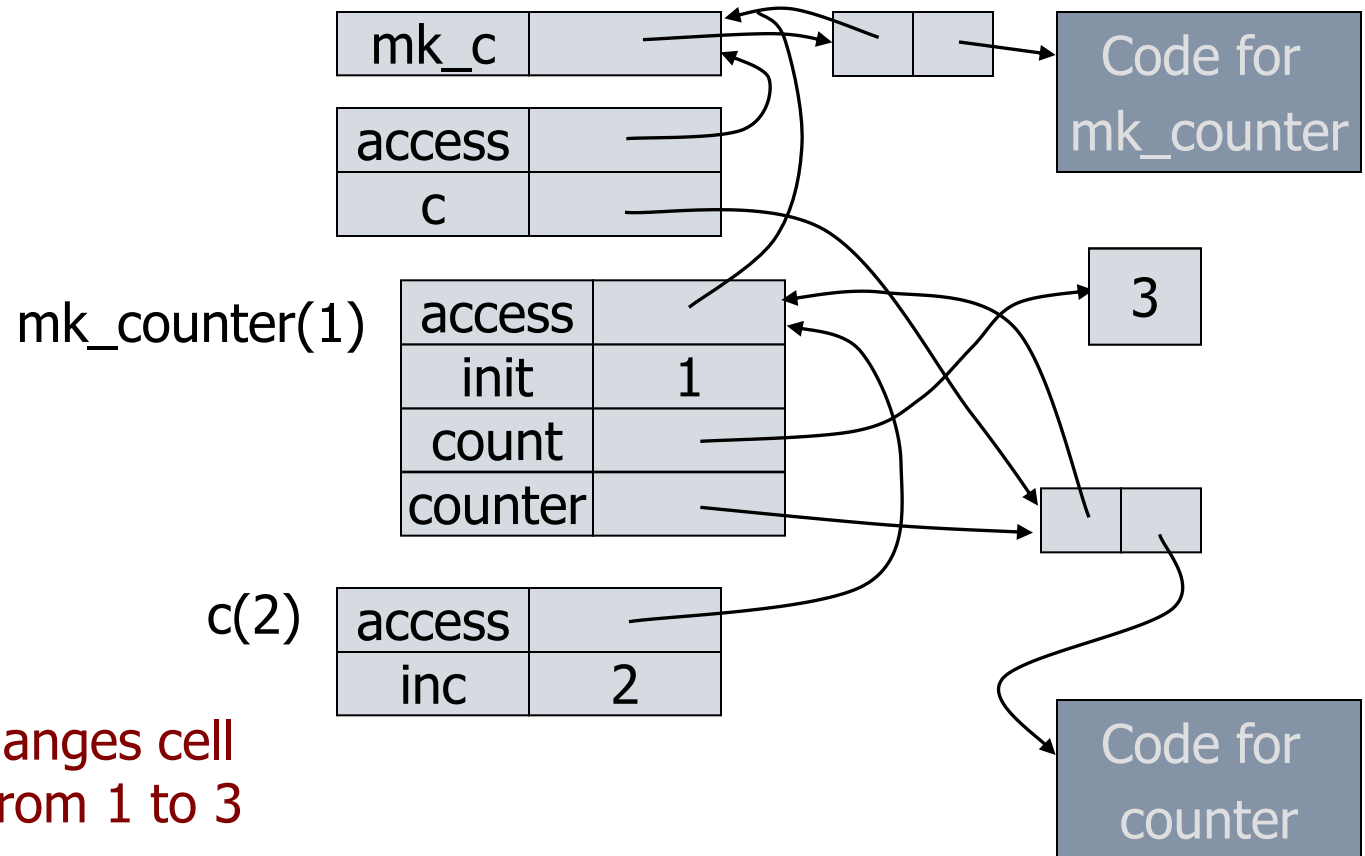 mk_c
Code for
mk_counter
access
c
mk_counter(1)
access
init 1
count
counter
3
c(2)
access
inc 2
anges cell
rom 1 to 3
Code for
counter